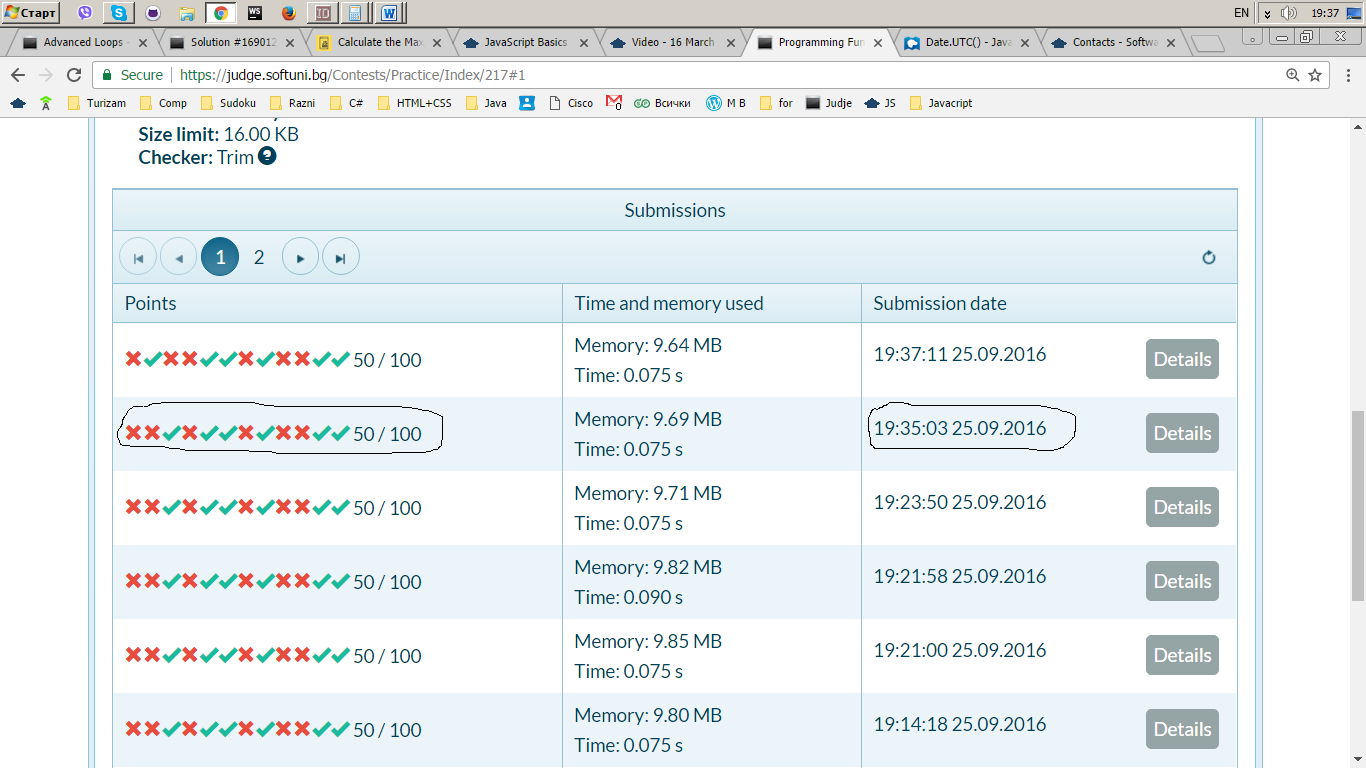 Старт
EN
19:37
Advanced Loops -
Solution #169012
Calculate the Max
JavaScript Basics
Video - 16 March
Programming Fun
Date.UTC() - Java
Contacts - Softwa
Secure
https://judge.softuni.bg/Contests/Practice/Index/217#1
Turizam
Comp
Sudoku
Razni
C#
HTML+CSS
Java
Cisco
Всички
M B
for
Judje
JS
Javacript
Size limit: 16.00 KB
Checker: Trim
Submissions
1 2
Points Time and memory used Submission date
50 / 100 Memory: 9.64 MB 19:37:11 25.09.2016 Details
Time: 0.075 s
50 / 100 Memory: 9.69 MB 19:35:03 25.09.2016 Details
Time: 0.075 s
50 / 100 Memory: 9.71 MB 19:23:50 25.09.2016 Details
Time: 0.075 s
50 / 100 Memory: 9.82 MB 19:21:58 25.09.2016 Details
Time: 0.090 s
50 / 100 Memory: 9.85 MB 19:21:00 25.09.2016 Details
Time: 0.075 s
50 / 100 Memory: 9.80 MB 19:14:18 25.09.2016 Details
Time: 0.075 s